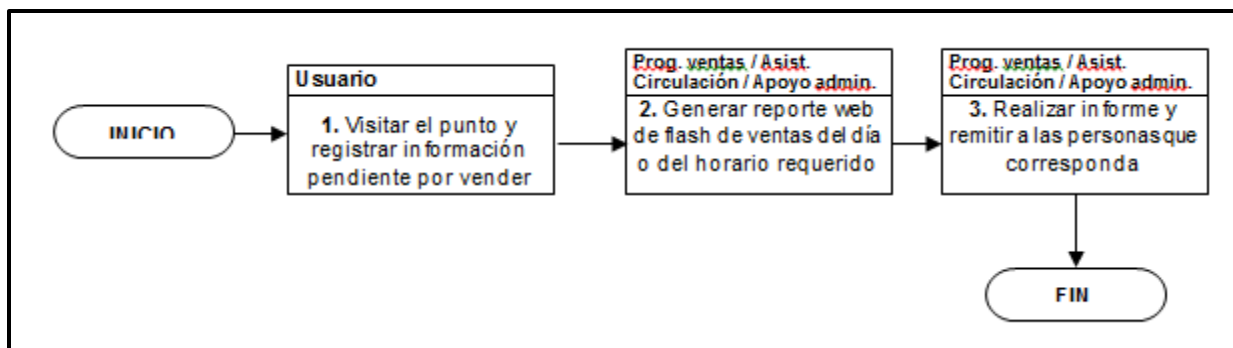 INICIO
Usuario
1. Visitar el punto y
registrar información
pendiente por vender
Prog. ventas / Asist.
Circulación / Apoyo admin.
2. Generar reporte web
de flash de ventas del día
o del horario requerido
Prog. ventas / Asist.
Circulación / Apoyo admin.
3. Realizar informe y
remitir a las personas que
corresponda
FIN